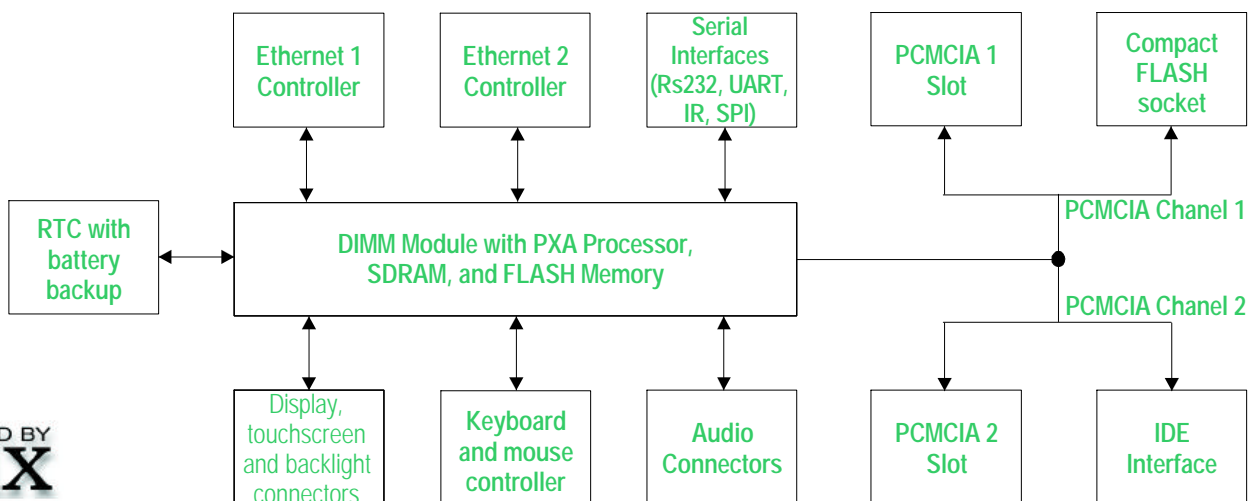 Ethernet 1
Controller
Ethernet 2
Controller
Serial
Interfaces
(Rs232, UART,
IR, SPI)
PCMCIA 1
Slot
Compact
FLASH
socket
PCMCIA Chanel 1
RTC with
battery
backup
DIMM Module with PXA Processor,
SDRAM, and FLASH Memory
PCMCIA Chanel 2
Display,
touchscreen
and backlight
connectors
Keyboard
and mouse
controller
Audio
Connectors
PCMCIA 2
Slot
IDE
Interface
D BY
X